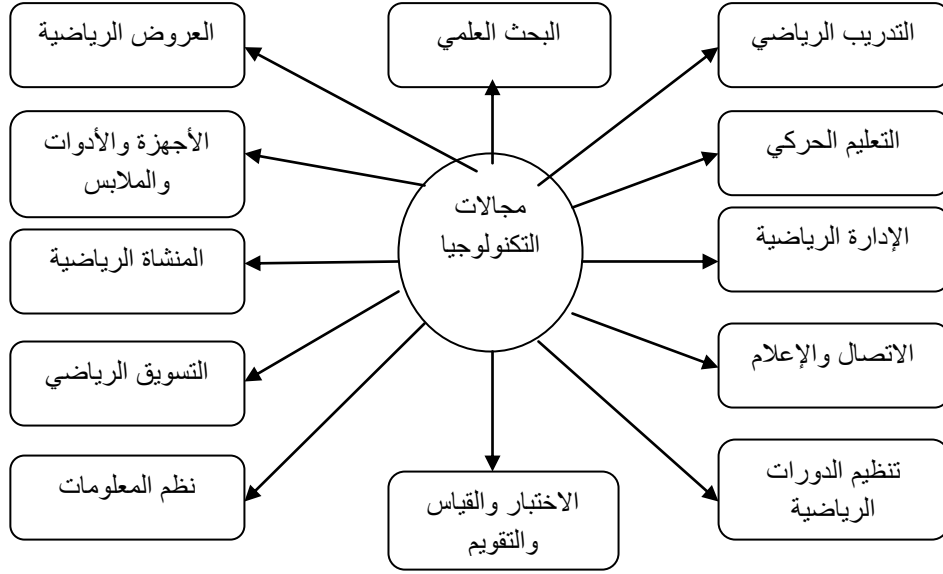 التدريب الرياضي
البحث العلمي
العروض الرياضية
التعليم الحركي
الأجهزة والأدوات
والملابس
مجالات
التكنولوجيا
الإدارة الرياضية
المنشاة الرياضية
الاتصال والإعلام
التسويق الرياضي
تنظيم الدورات
الرياضية
الاختبار والقياس
والتقويم
نظم المعلومات